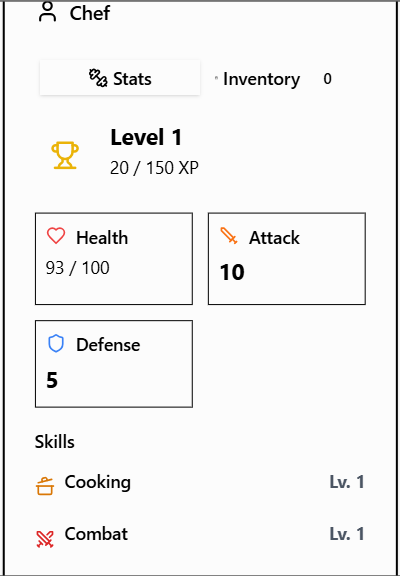 Chef
Stats
Inventory 0
Level 1
20 / 150 XP
Health
93 / 100
Attack
10
Defense
5
Skills
Cooking Lv. 1
Combat Lv. 1